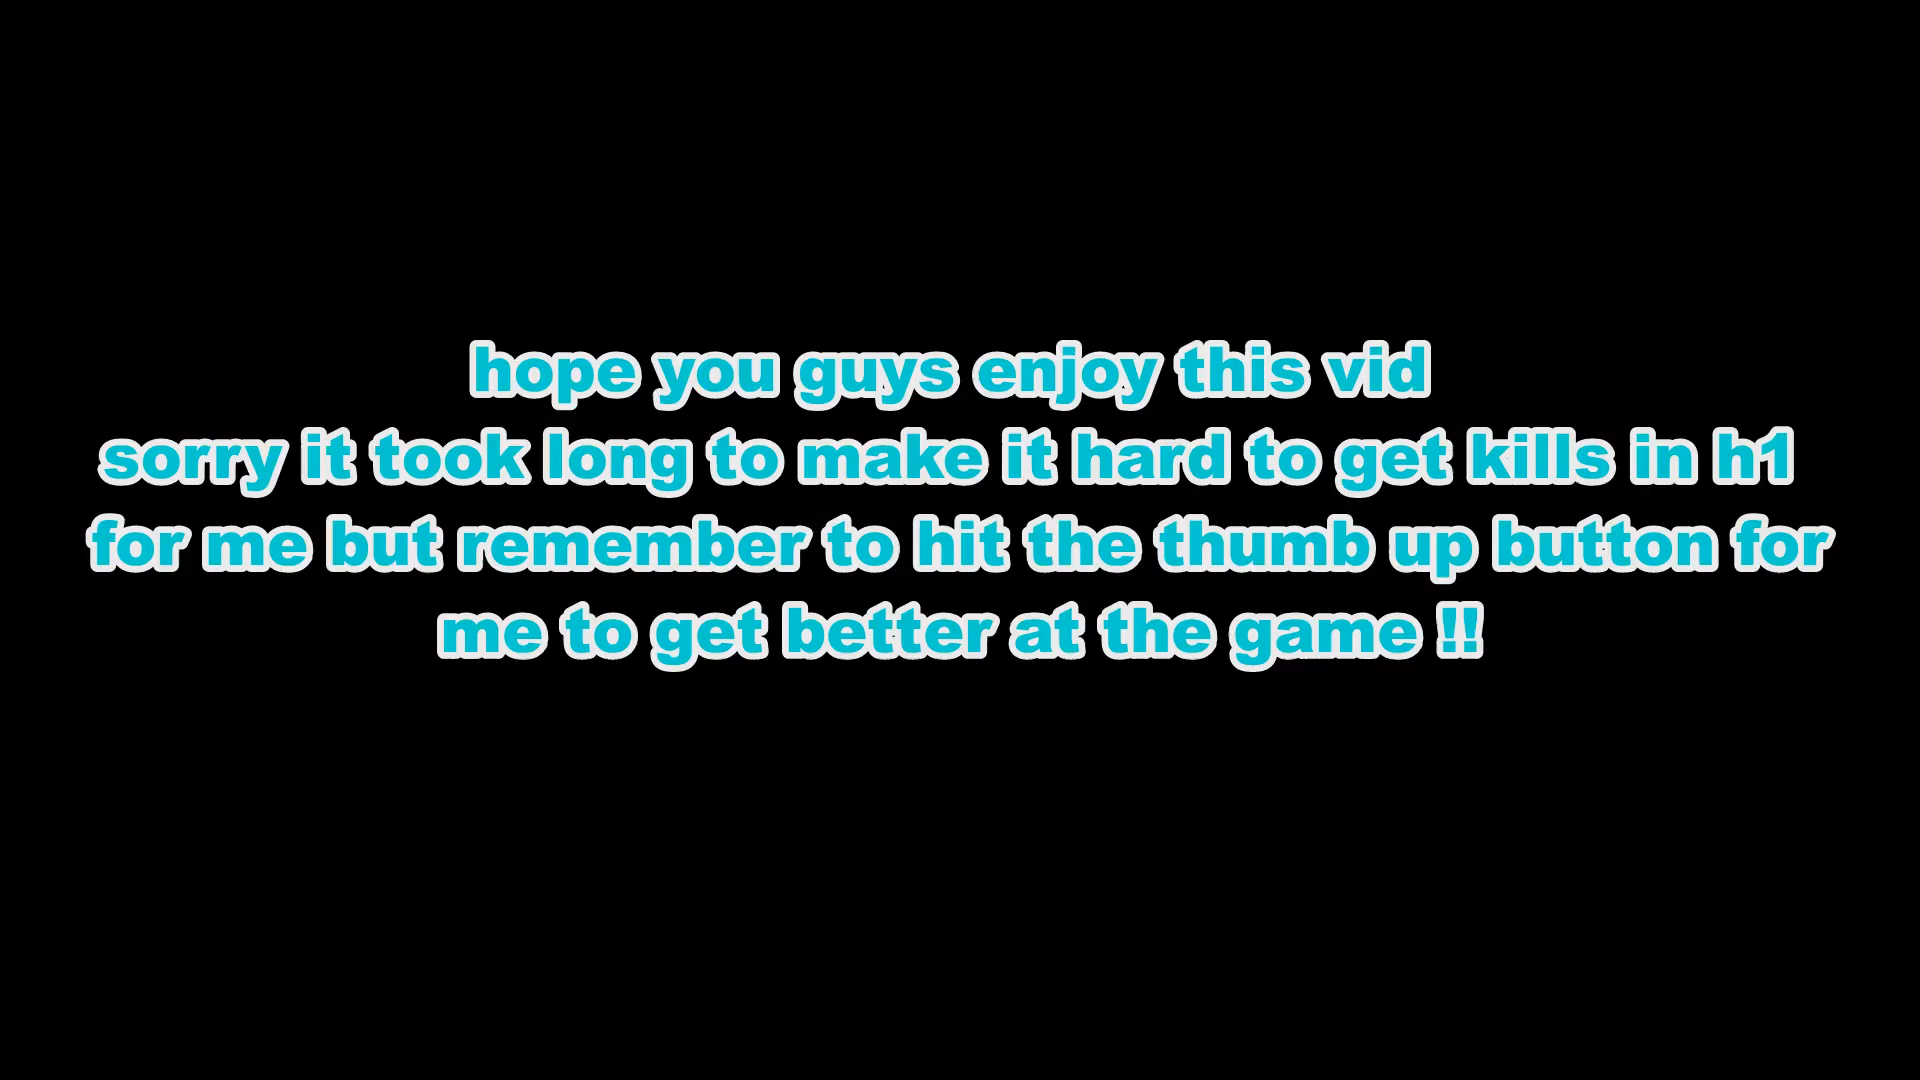 hope you guys enjoy this vid
sorry it took long to make it hard to get kills in h1
for me but remember to hit the thumb up button for
me to get better at the game !!